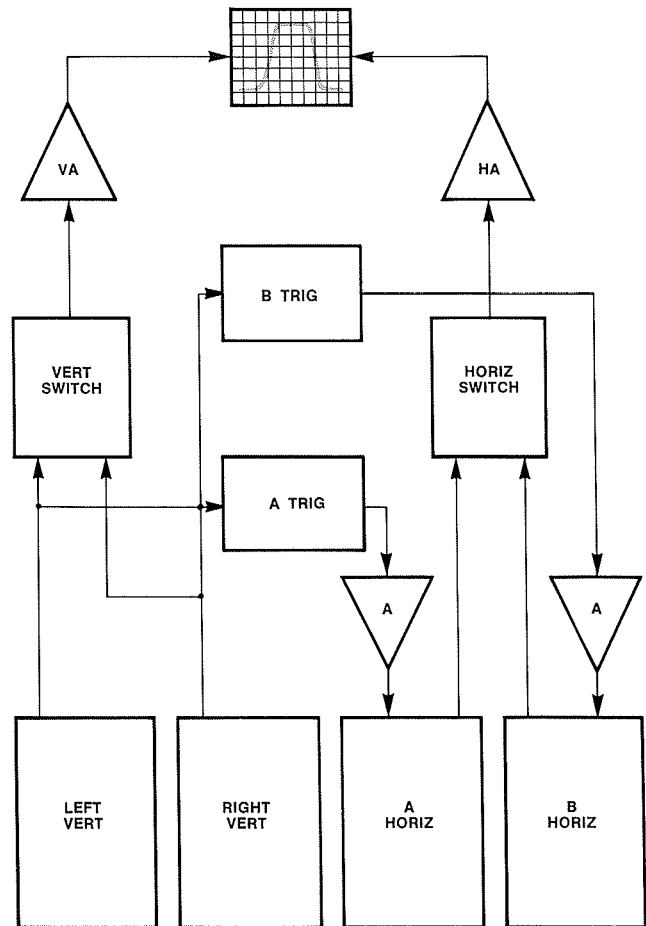 VA
HA
B TRIG
VERT
SWITCH
HORIZ
SWITCH
A TRIG
A
A
LEFT
VERT
RIGHT
VERT
A
HORIZ
B
HORIZ